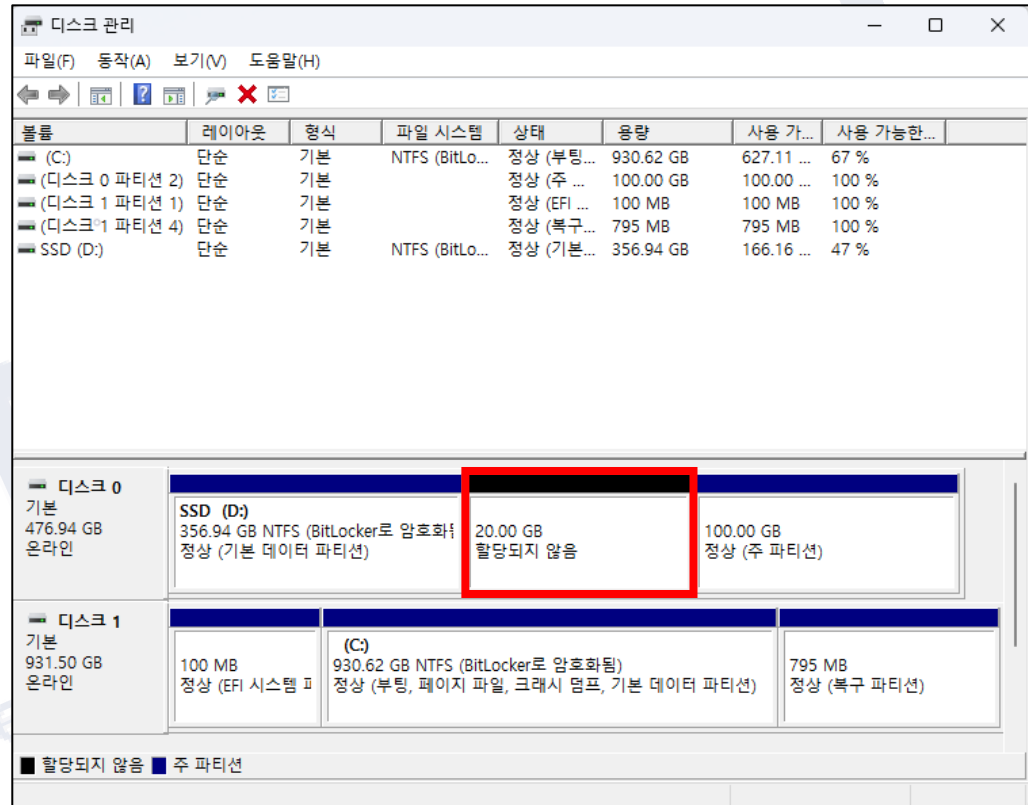 디스크 관리
파일(F) 동작(A) 보기(V) 도움말(H)
볼륨 레이아웃 형식 파일 시스템 상태 용량 사용 가... 사용 가능한...
(C:) 단순 기본 NTFS (BitLo... 정상 (부팅... 930.62 GB 627.11 ... 67 %
(디스크 0 파티션 2) 단순 기본 정상 (주 ... 100.00 GB 100.00 ... 100 %
(디스크 1 파티션 1) 단순 기본 정상 (EFI ... 100 MB 100 MB 100 %
(디스크 1 파티션 4) 단순 기본 정상 (복구... 795 MB 795 MB 100 %
SSD (D:) 단순 기본 NTFS (BitLo... 정상 (기본... 356.94 GB 166.16 ... 47 %
디스크 0
기본
476.94 GB
온라인
SSD (D:)
356.94 GB NTFS (BitLocker로 암호화
정상 (기본 데이터 파티션)
20.00 GB
할당되지 않음
100.00 GB
정상 (주 파티션)
디스크 1
기본
931.50 GB
온라인
100 MB
정상 (EFI 시스템
(C:)
930.62 GB NTFS (BitLocker로 암호화됨)
정상 (부팅, 페이지 파일, 크래시 덤프, 기본 데이터 파티션)
795 MB
정상 (복구 파티션)
할당되지 않음 주 파티션